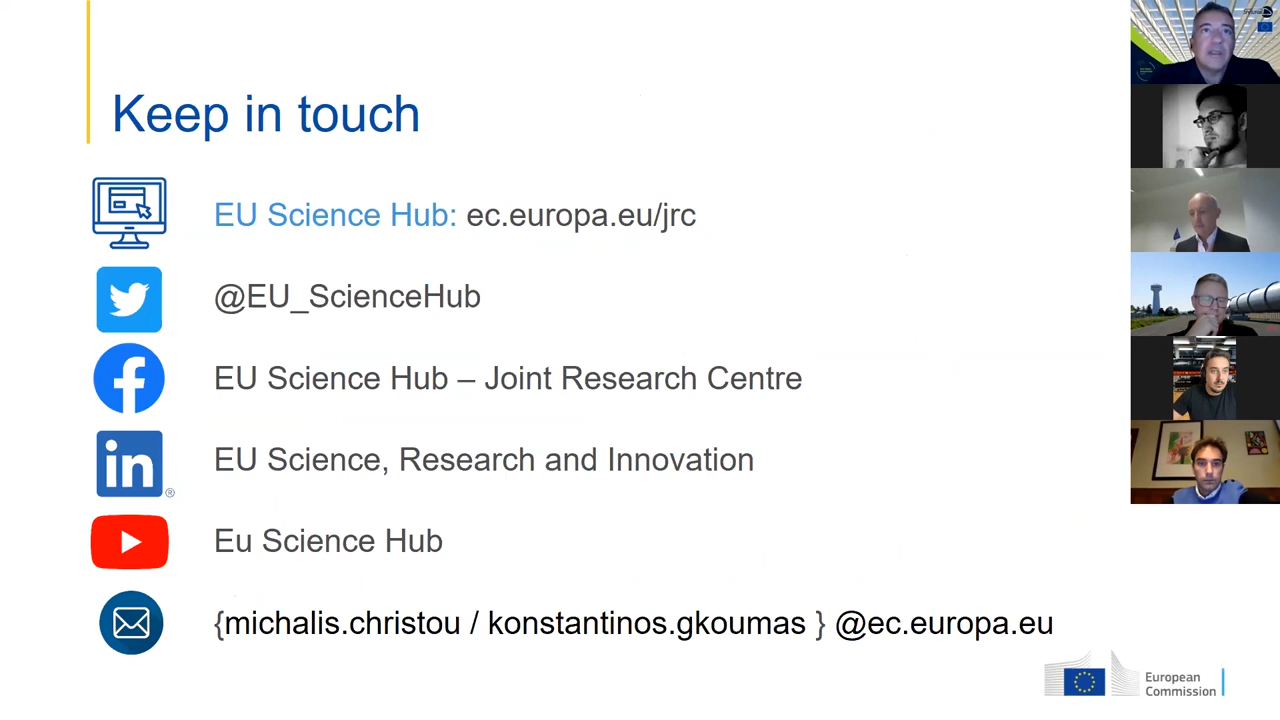 Keep in touch
EU Science Hub: ec.europa.eu/jrc
@EU_ScienceHub
EU Science Hub – Joint Research Centre
in
®
EU Science, Research and Innovation
Eu Science Hub
{michalis.christou / konstantinos.gkoumas } @ec.europa.eu
European
Commission